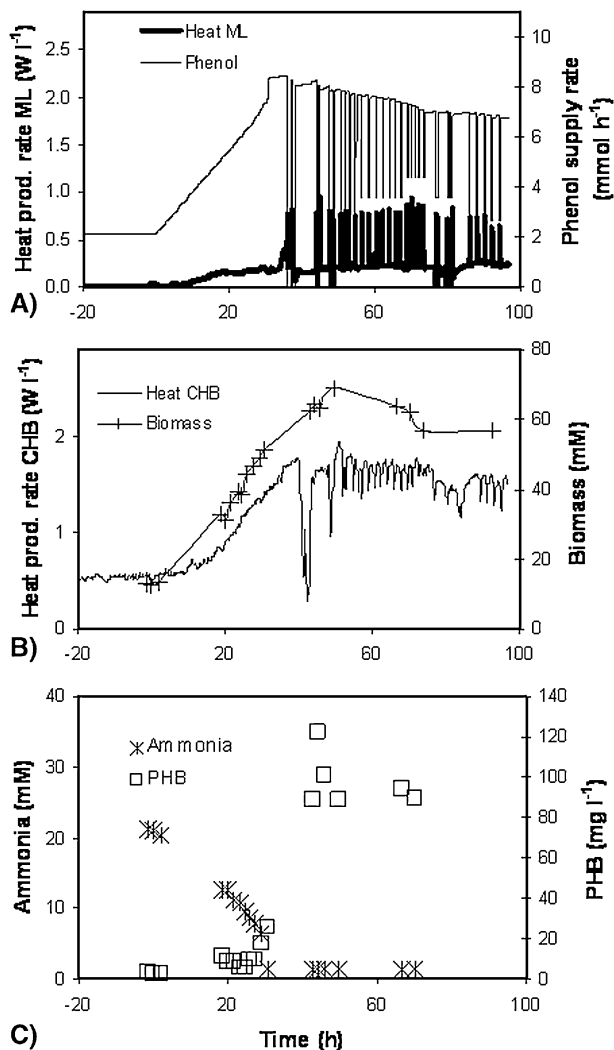 A)
Heat prod. rate ML (W l⁻¹)
2.5
2.0
1.5
1.0
0.5
0.0
Heat ML
Phenol
10
8
6
4
2
0
Phenol supply rate
(mmol h⁻¹)
-20
20
60
100
B)
Heat prod. rate CHB (W l⁻¹)
2
1
0
Heat CHB
Biomass
80
60
40
20
0
Biomass (mM)
-20
20
60
100
C)
Ammonia (mM)
40
30
20
10
0
Ammonia
PHB
140
120
100
80
60
40
20
0
PHB (mg l⁻¹)
-20
20
60
100
Time (h)